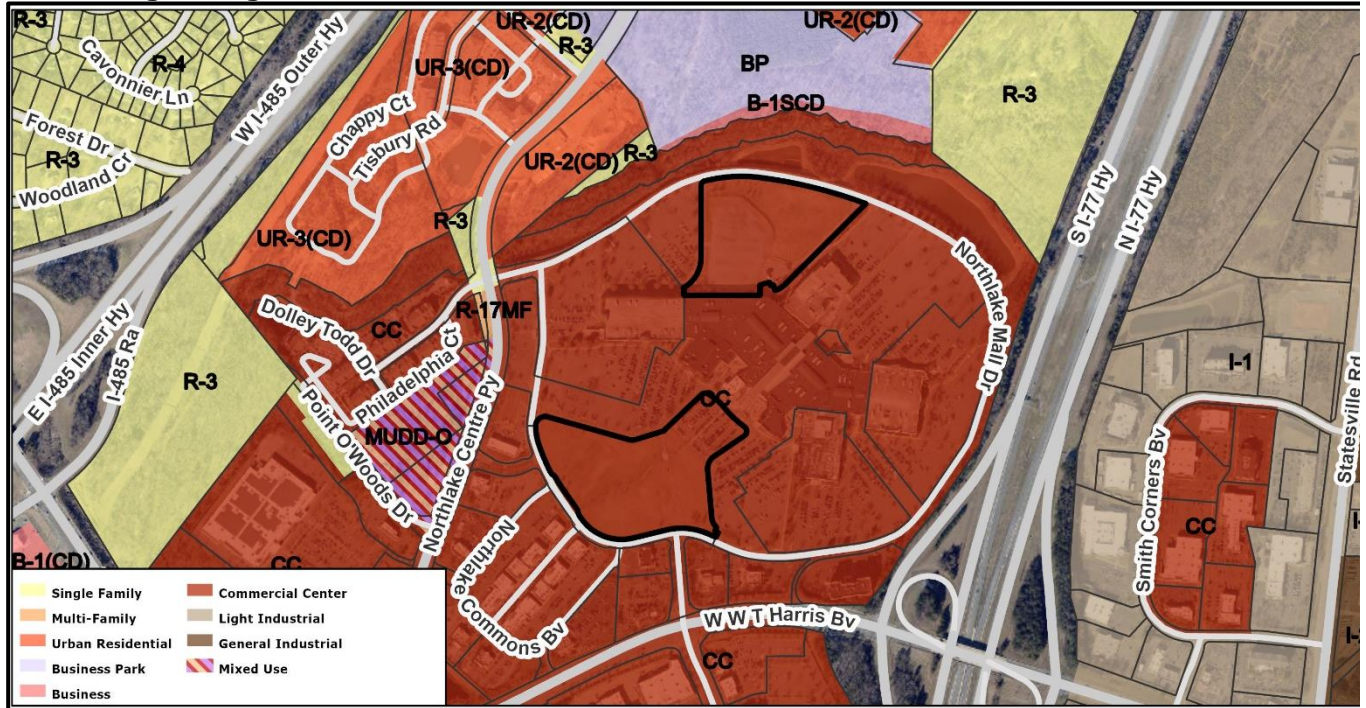 R-3
UR-2(CD)
UR-2(CD)
R-3
R-4
Cavonnier Ln
W I-485 Outer Hy
UR-3(CD)
BP
R-3
B-1SCD
Forest Dr
R-3
Woodland Cr
Chappy Ct
Tisbury Rd
UR-2(CD)
R-3
S I-77 Hy
N I-77 Hy
R-3
UR-3(CD)
Northlake Mall Dr
E I-485 Inner Hy
I-485 Ra
R-3
Dolley Todd Dr
CC
R-17MF
Philadelphia Ct
Point O'Woods Dr
MUDD-O
Northlake Centre Py
CC
I-1
Statesville Rd
Smith Corners Bv
CC
Northlake Commons Bv
W W T Harris Bv
B-1(CD)
CC
CC
Single Family
Multi-Family
Urban Residential
Business Park
Business
Commercial Center
Light Industrial
General Industrial
Mixed Use